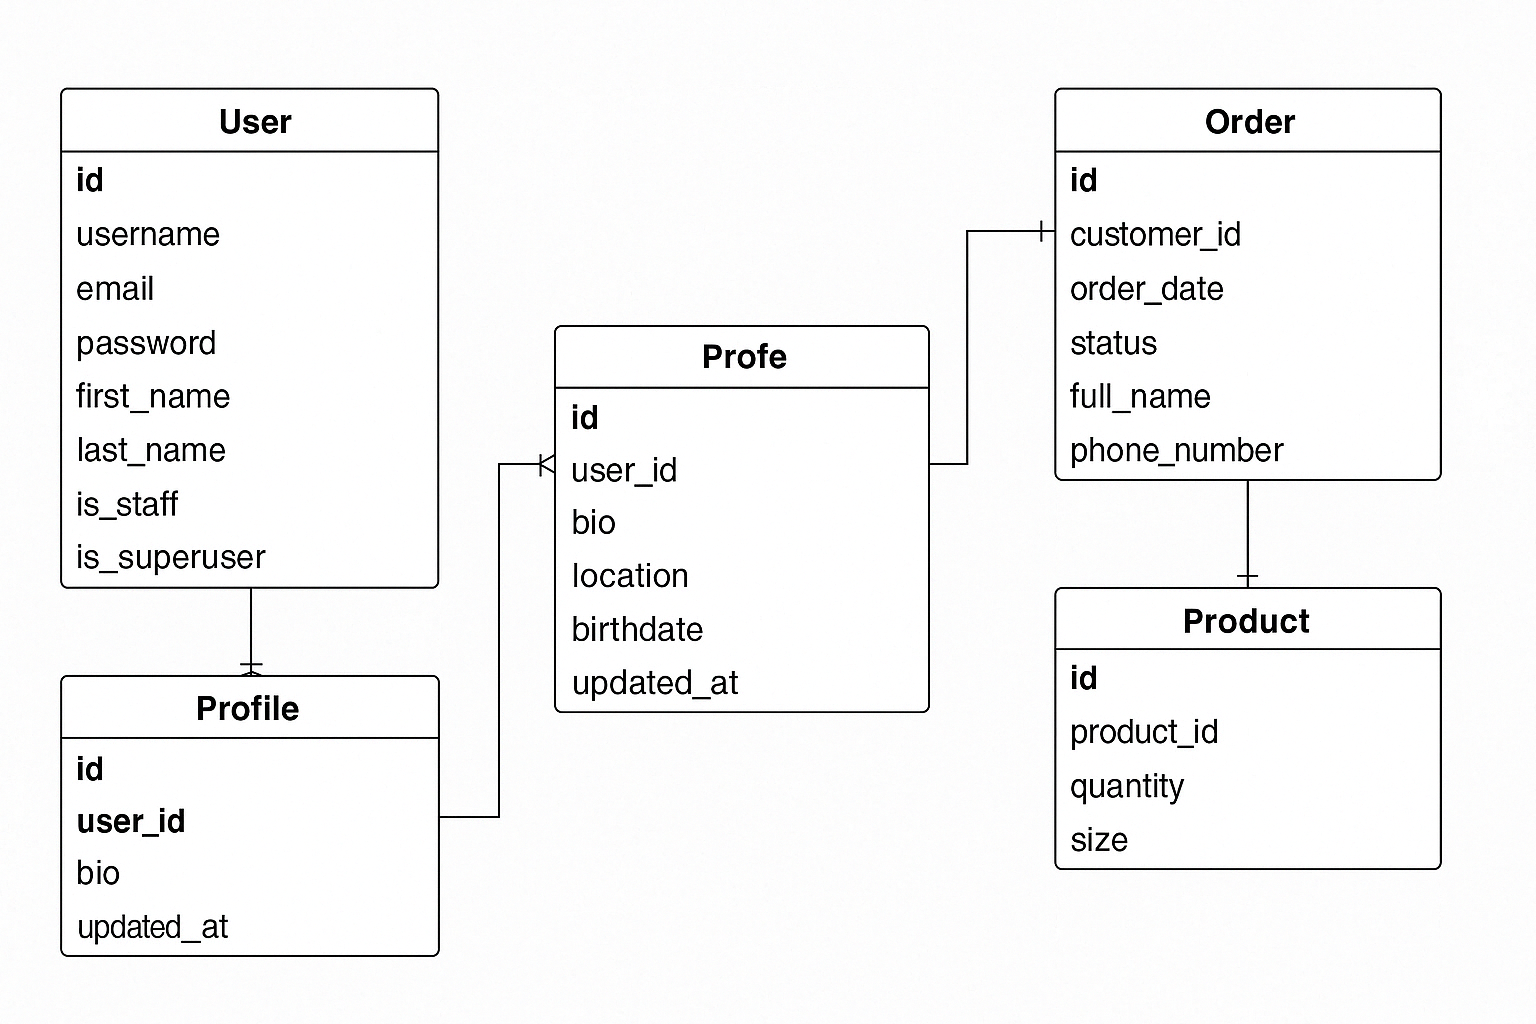 User
id
username
email
password
first_name
last_name
is_staff
is_superuser
Profile
id
user_id
bio
updated_at
Profe
id
user_id
bio
location
birthdate
updated_at
Order
id
customer_id
order_date
status
full_name
phone_number
Product
id
product_id
quantity
size